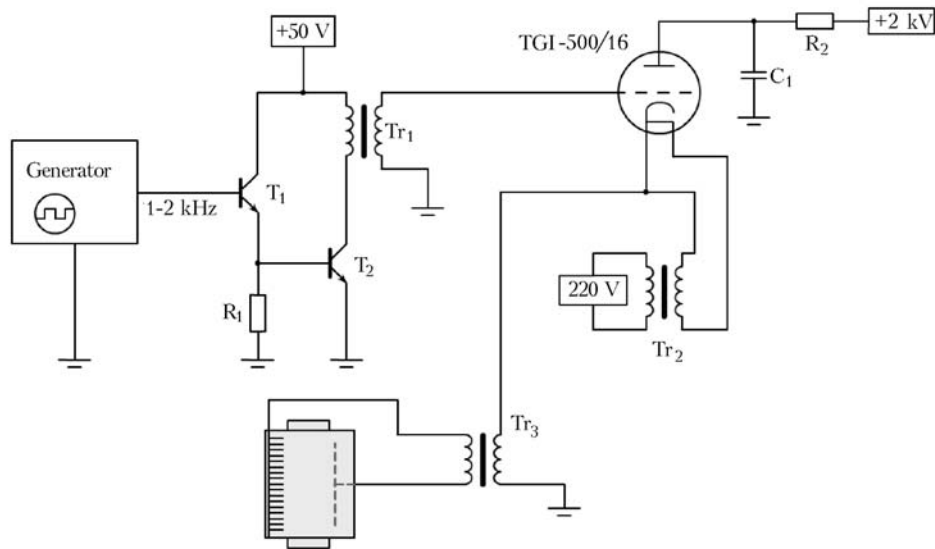 +50 V
TGI-500/16
R2
+2 kV
C1
Tr1
Generator
T1
1-2 kHz
T2
R1
220 V
Tr2
Tr3